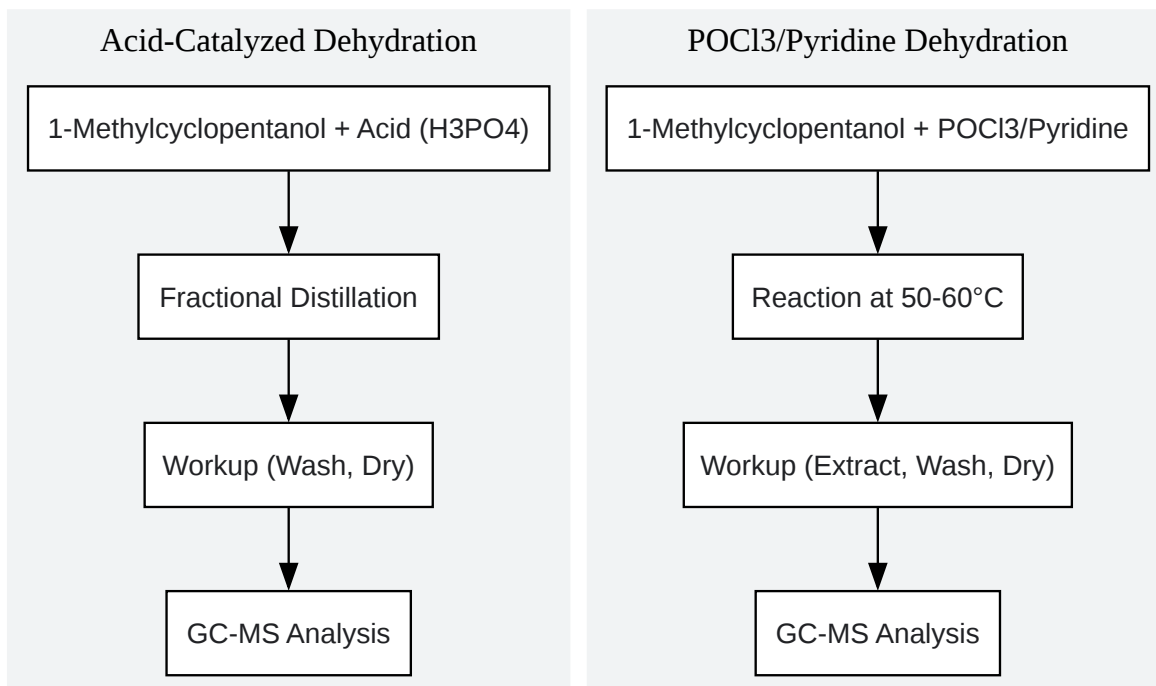 Acid-Catalyzed Dehydration
1-Methylcyclopentanol + Acid (H3PO4)
Fractional Distillation
Workup (Wash, Dry)
GC-MS Analysis
POCl3/Pyridine Dehydration
1-Methylcyclopentanol + POCl3/Pyridine
Reaction at 50-60°C
Workup (Extract, Wash, Dry)
GC-MS Analysis